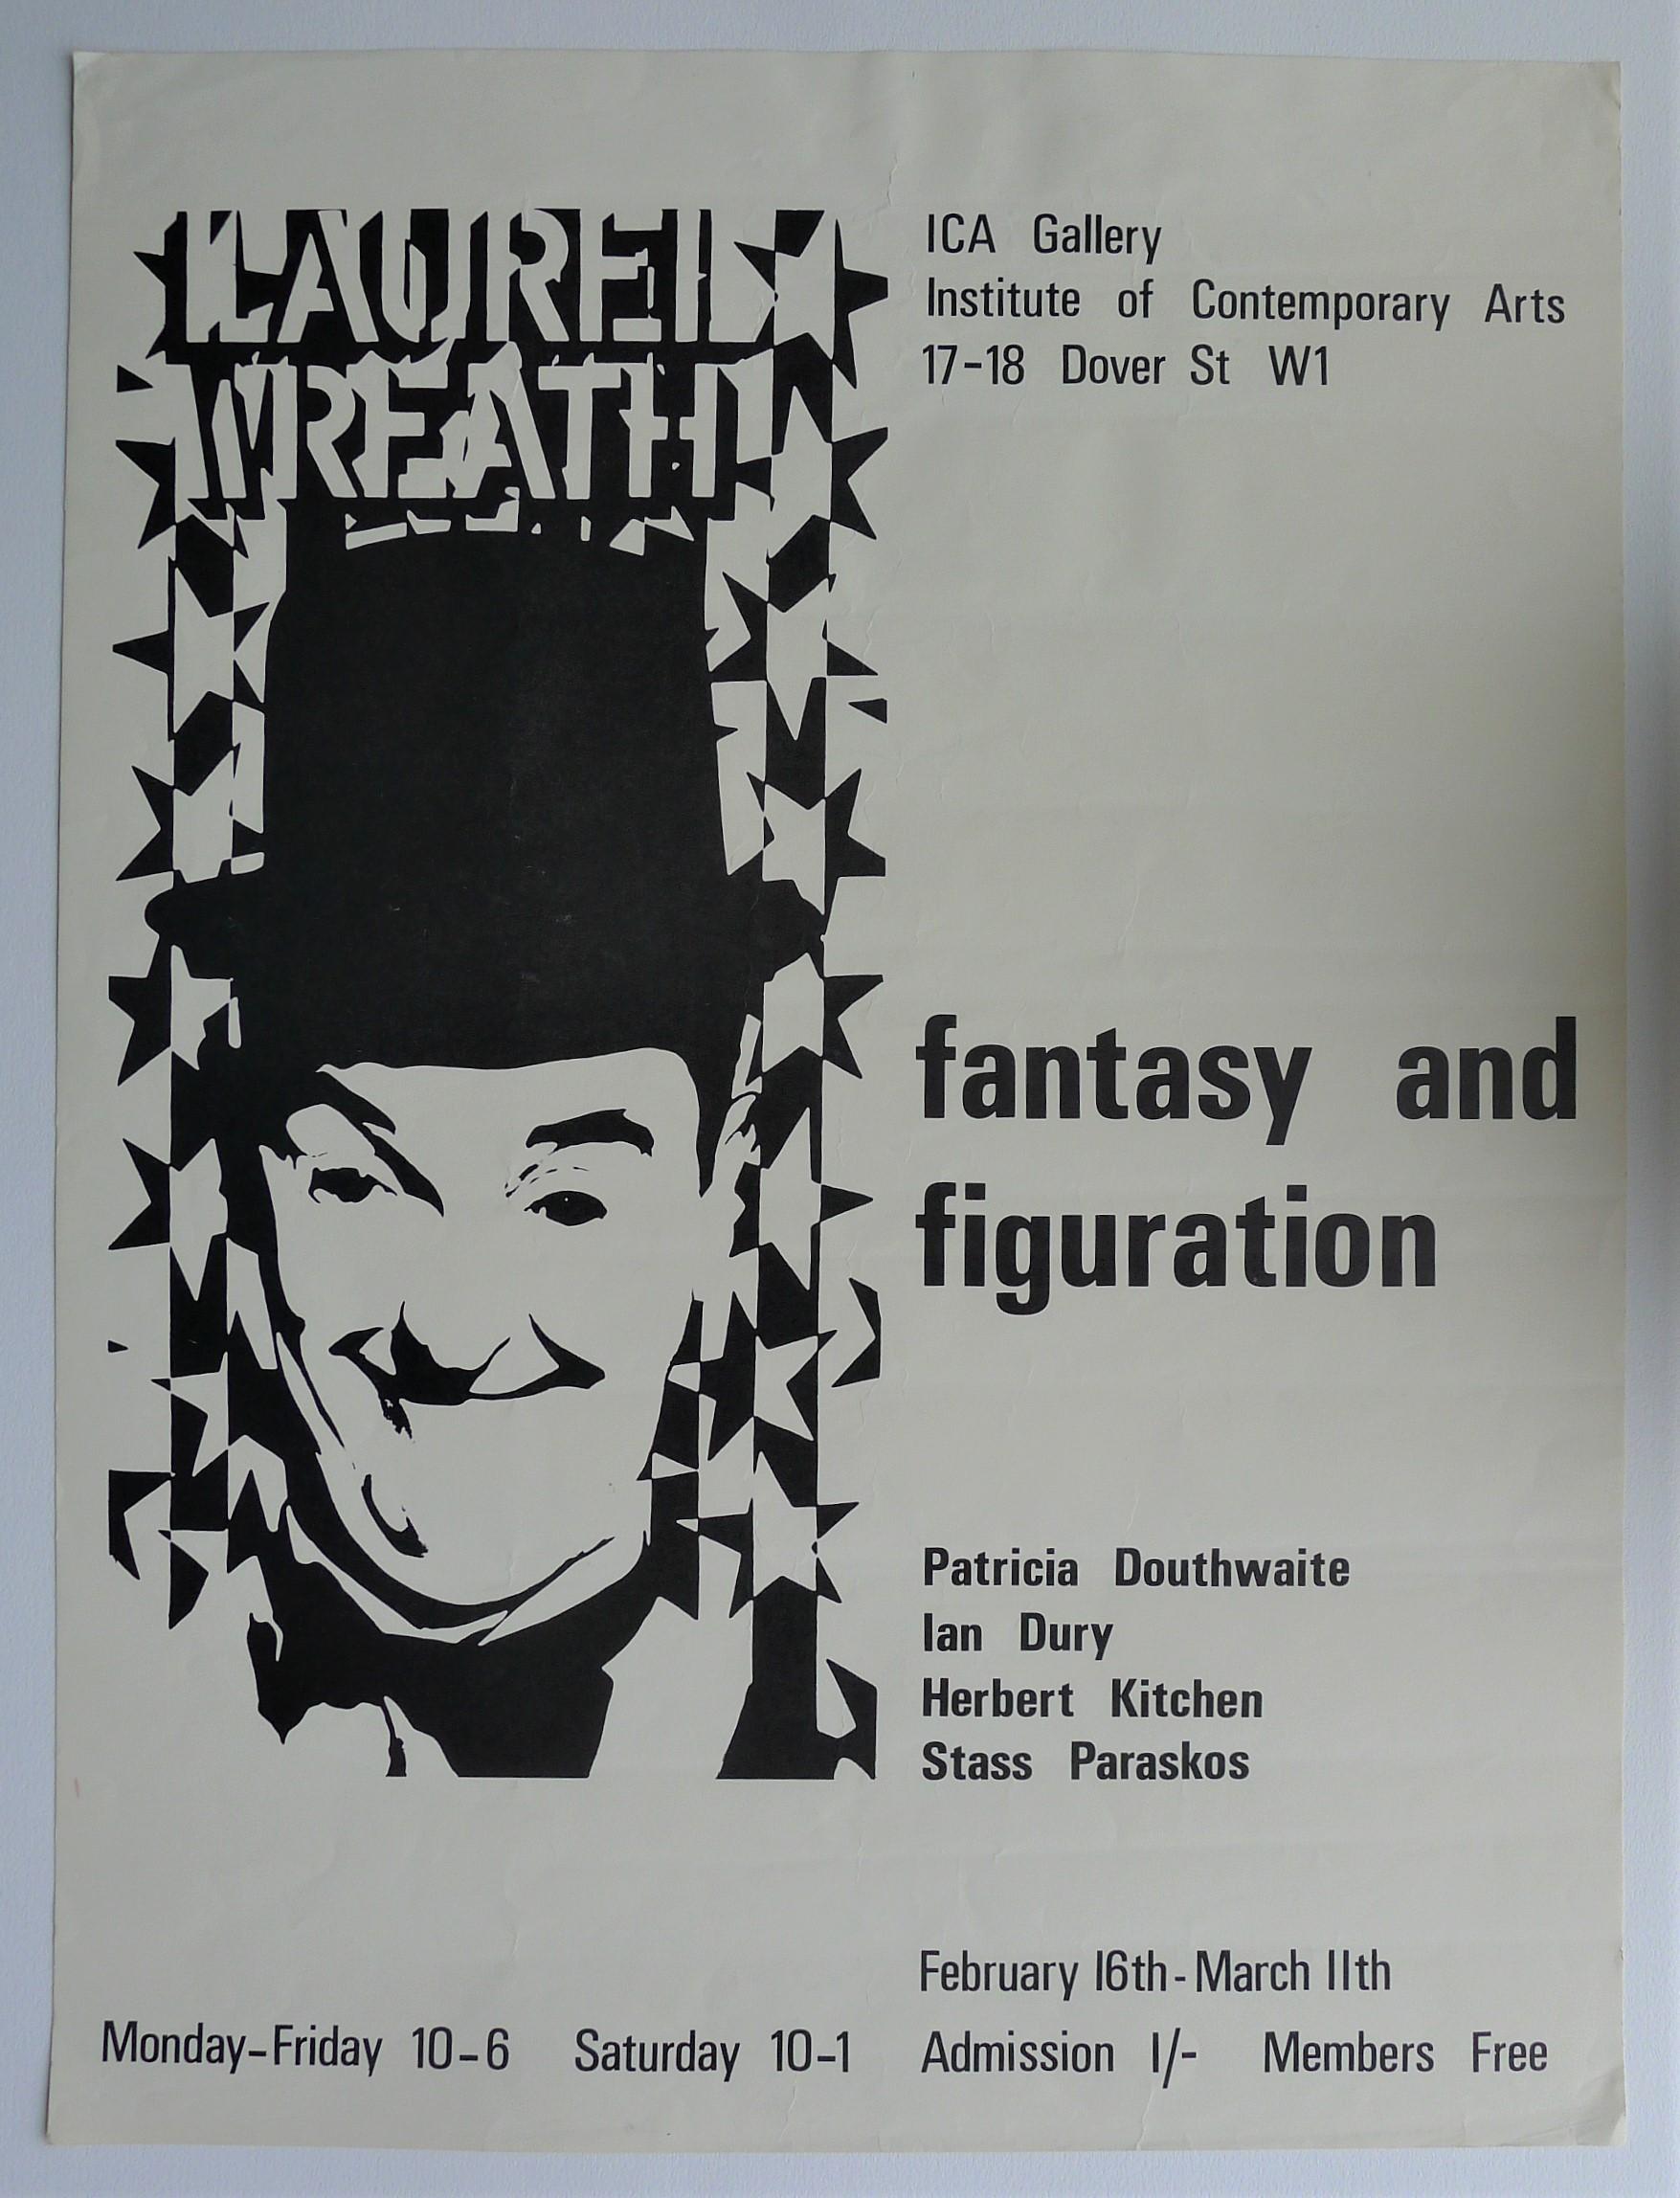 LAUREL
WREATH
ICA Gallery
Institute of Contemporary Arts
17-18 Dover St W1
fantasy and
figuration
Patricia Douthwaite
Ian Dury
Herbert Kitchen
Stass Paraskos
February 16th-March 11th
Monday-Friday 10-6 Saturday 10-1 Admission 1/- Members Free